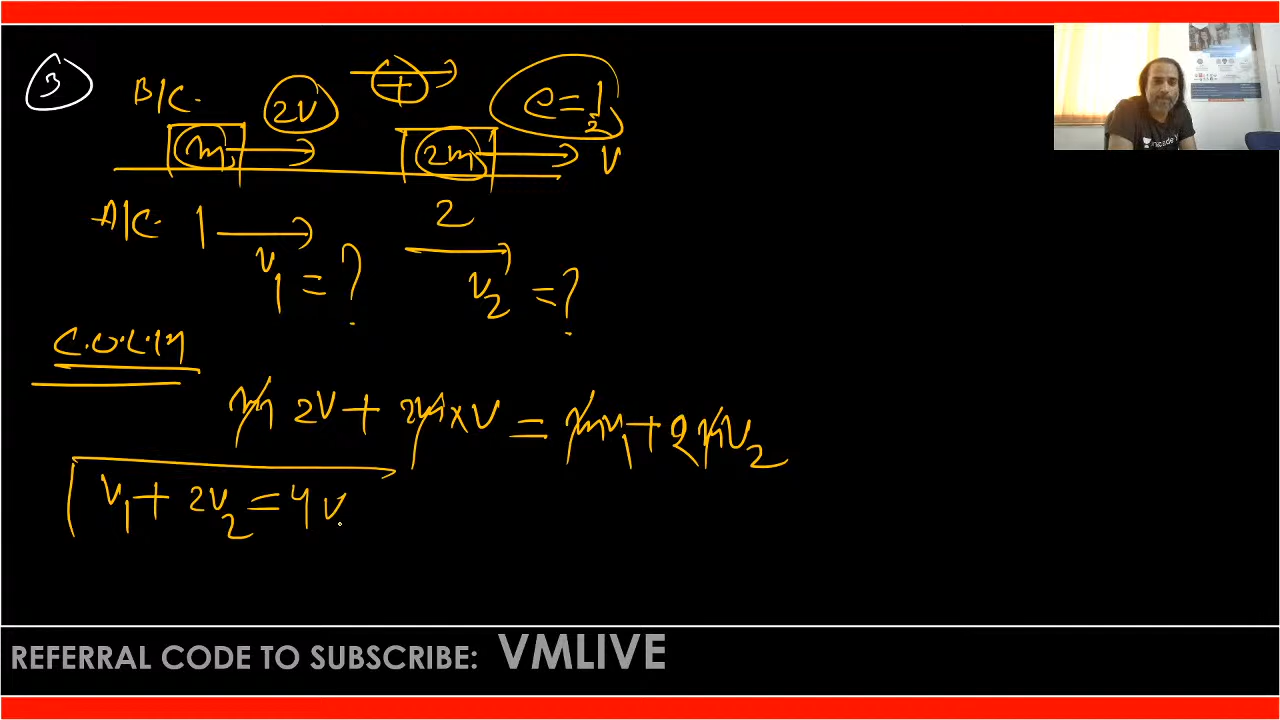 3
B/C. 2v + e = 1/2
m 2m v
A/C. 1 2
v1 = ? v2 = ?
C.O.L.M
m 2v + 2m x v = mv1 + 2mv2
v1 + 2v2 = 4v
REFERRAL CODE TO SUBSCRIBE: VMLIVE